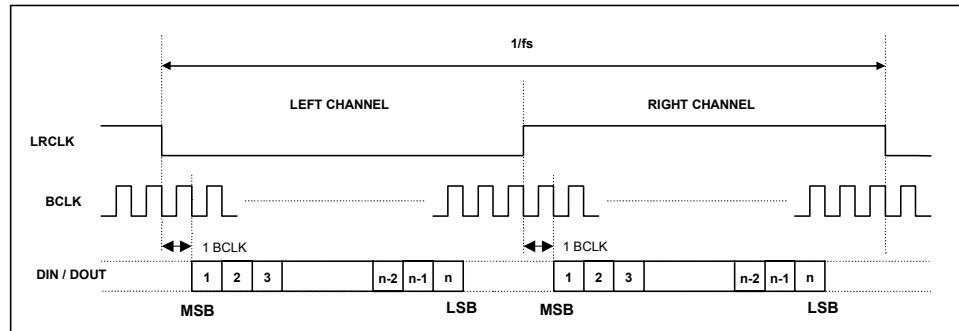 1/fs
LEFT CHANNEL RIGHT CHANNEL
LRCLK
BCLK
1 BCLK 1 BCLK
DIN / DOUT 1 2 3 n-2 n-1 n 1 2 3 n-2 n-1 n
MSB LSB MSB LSB